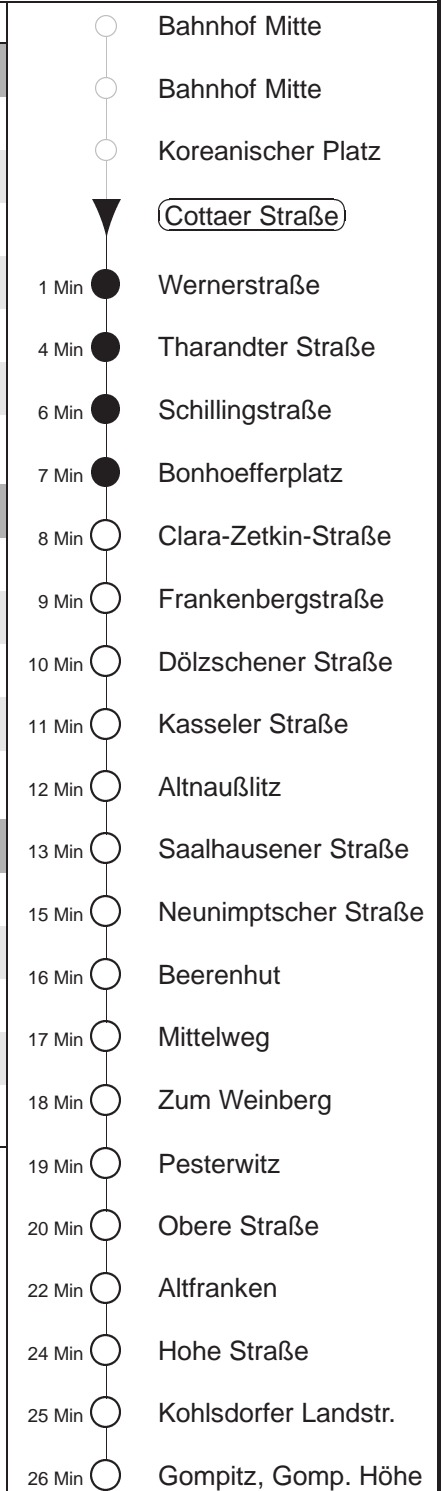 Bahnhof Mitte
Bahnhof Mitte
Koreanischer Platz
Cottaer Straße
1 Min Wernerstraße
4 Min Tharandter Straße
6 Min Schillingstraße
7 Min Bonhoefferplatz
8 Min Clara-Zetkin-Straße
9 Min Frankenbergstraße
10 Min Dölzschener Straße
11 Min Kasseler Straße
12 Min Altnaußlitz
13 Min Saalhausener Straße
15 Min Neunimptscher Straße
16 Min Beerenhut
17 Min Mittelweg
18 Min Zum Weinberg
19 Min Pesterwitz
20 Min Obere Straße
22 Min Altfranken
24 Min Hohe Straße
25 Min Kohlsdorfer Landstr.
26 Min Gompitz, Gomp. Höhe